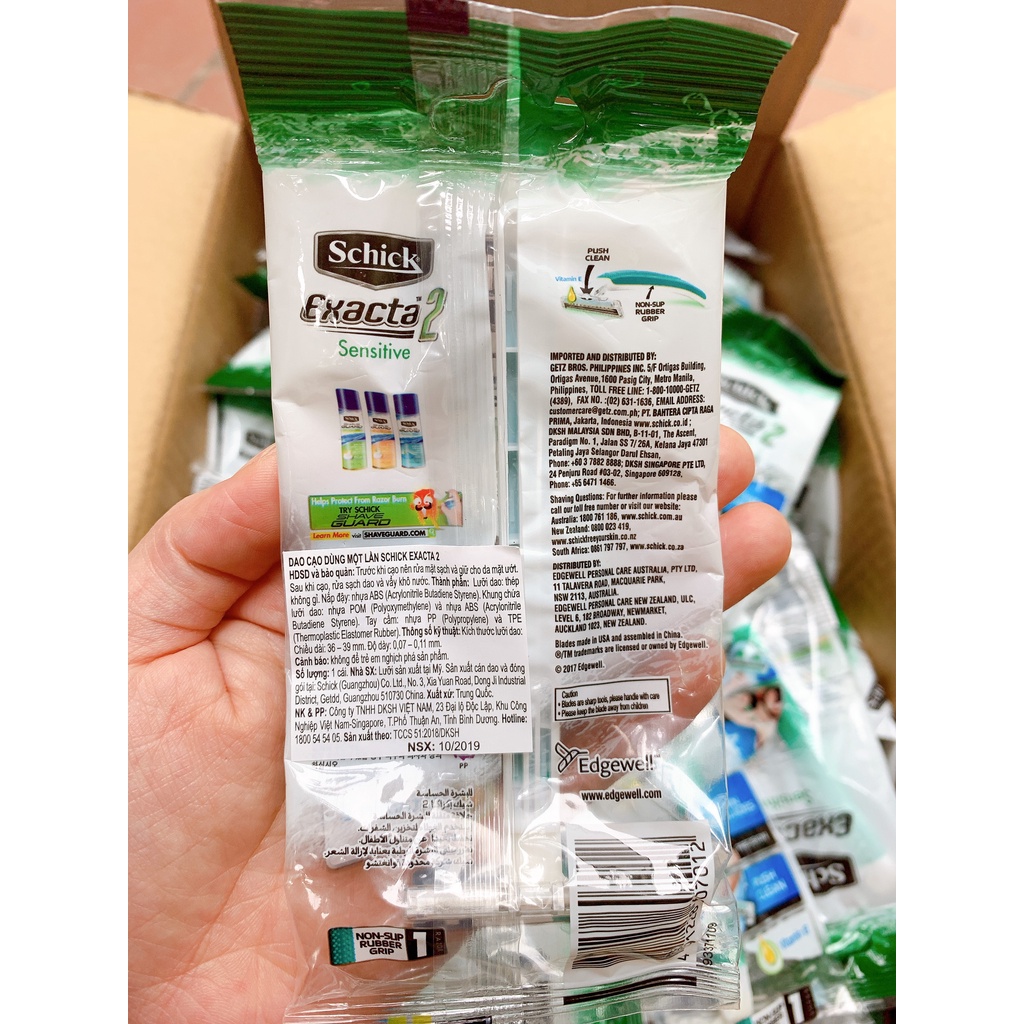 Schick
Exacta™2
Sensitive
Helps Protect From Razor Burn
TRY SCHICK
SHAVE
GUARD
Learn More visit SHAVEGUARD.COM
DAO CẠO DÙNG MỘT LẦN SCHICK EXACTA 2
HDSD và bảo quản: Trước khi cạo nên rửa mặt sạch và giữ cho da mặt ướt.
Sau khi cạo, rửa sạch dao và vẩy khô nước. Thành phần: Lưỡi dao: thép
không gỉ. Nắp đậy: nhựa ABS (Acrylonitrile Butadiene Styrene). Khung chứa
lưỡi dao: nhựa POM (Polyoxymethylene) và nhựa ABS (Acrylonitrile
Butadiene Styrene). Tay cầm: nhựa PP (Polypropylene) và TPE
(Thermoplastic Elastomer Rubber). Thông số kỹ thuật: Kích thước lưỡi dao:
Chiều dài: 36 – 39 mm. Độ dày: 0,07 – 0,11 mm.
Cảnh báo: không để trẻ em nghịch phá sản phẩm.
Số lượng: 1 cái. Nhà SX: Lưỡi sản xuất tại Mỹ. Sản xuất cán dao và đóng
gói tại: Schick (Guangzhou) Co. Ltd., No. 3, Xia Yuan Road, Dong Ji Industrial
District, Getdd, Guangzhou 510730 China. Xuất xứ: Trung Quốc.
NK & PP: Công ty TNHH DKSH VIỆT NAM, 23 Đại lộ Độc Lập, Khu Công
Nghiệp Việt Nam-Singapore, T.Phố Thuận An, Tỉnh Bình Dương. Hotline:
1800 54 54 05. Sản xuất theo: TCCS 51:2018/DKSH
NSX: 10/2019
PP
للبشرة الحساسة
NON-SLIP
RUBBER
GRIP
1
PUSH
CLEAN
Vitamin E
NON-SLIP
RUBBER
GRIP
IMPORTED AND DISTRIBUTED BY:
GETZ BROS. PHILIPPINES INC. 5/F Ortigas Building,
Ortigas Avenue, 1600 Pasig City, Metro Manila,
Philippines, TOLL FREE LINE: 1-800-10000-GETZ
(4389), FAX NO. :(02) 631-1636, EMAIL ADDRESS:
customercare@getz.com.ph; PT. BAHTERA CIPTA RAGA
PRIMA, Jakarta, Indonesia www.schick.co.id ;
DKSH MALAYSIA SDN BHD, B-11-01, The Ascent,
Paradigm No. 1, Jalan SS 7/ 26A, Kelana Jaya 47301
Petaling Jaya Selangor Darul Ehsan,
Phone: +60 3 7882 8888; DKSH SINGAPORE PTE LTD,
24 Penjuru Road #03-02, Singapore 609128,
Phone: +65 6471 1466.
Shaving Questions: For further information please
call our toll free number or visit our website:
Australia: 1800 761 186, www.schick.com.au
New Zealand: 0800 023 419,
www.schickfreeyourskin.co.nz
South Africa: 0861 797 797, www.schick.co.za
DISTRIBUTED BY:
EDGEWELL PERSONAL CARE AUSTRALIA, PTY LTD,
11 TALAVERA ROAD, MACQUARIE PARK,
NSW 2113, AUSTRALIA.
EDGEWELL PERSONAL CARE NEW ZEALAND, ULC,
LEVEL 6, 182 BROADWAY, NEWMARKET,
AUCKLAND 1023, NEW ZEALAND.
Blades made in USA and assembled in China.
®/TM trademarks are licensed or owned by Edgewell.
© 2017 Edgewell.
Caution
• Blades are sharp tools, please handle with care
• Please keep the blade away from children
Edgewell
www.edgewell.com
07012
Schick
2
Exacta
Schick
Vitamin E
1